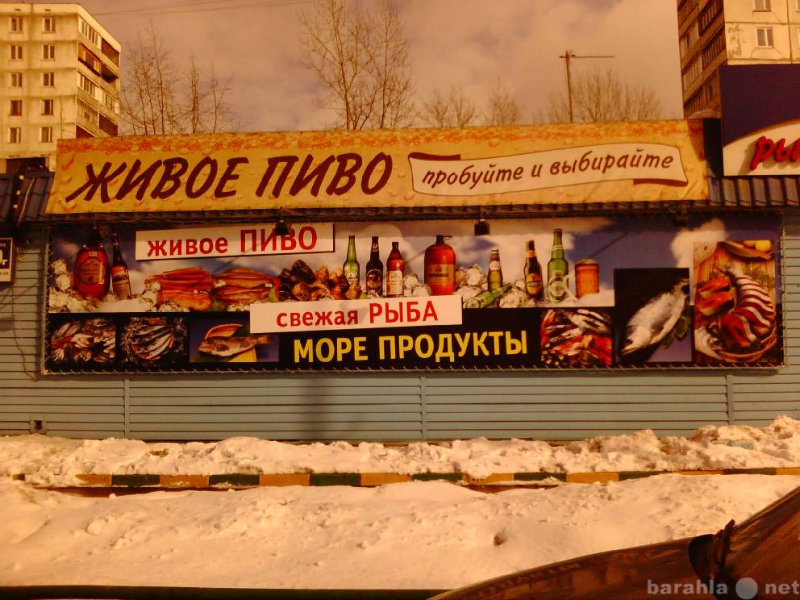 ЖИВОЕ ПИВО пробуйте и выбирайте
живое ПИВО
свежая РЫБА
МОРЕ ПРОДУКТЫ
barahla net